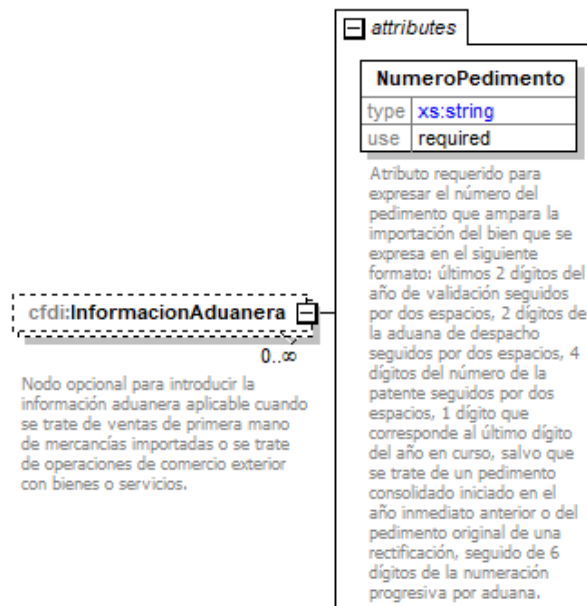 attributes
NumeroPedimento
type xs:string
use required
Atributo requerido para
expresar el número del
pedimento que ampara la
importación del bien que se
expresa en el siguiente
formato: últimos 2 dígitos del
año de validación seguidos
por dos espacios, 2 dígitos de
la aduana de despacho
seguidos por dos espacios, 4
dígitos del número de la
patente seguidos por dos
espacios, 1 dígito que
corresponde al último dígito
del año en curso, salvo que
se trate de un pedimento
consolidado iniciado en el
año inmediato anterior o del
pedimento original de una
rectificación, seguido de 6
dígitos de la numeración
progresiva por aduana.
cfdi:InformacionAduanera
0..∞
Nodo opcional para introducir la
información aduanera aplicable cuando
se trate de ventas de primera mano
de mercancías importadas o se trate
de operaciones de comercio exterior
con bienes o servicios.